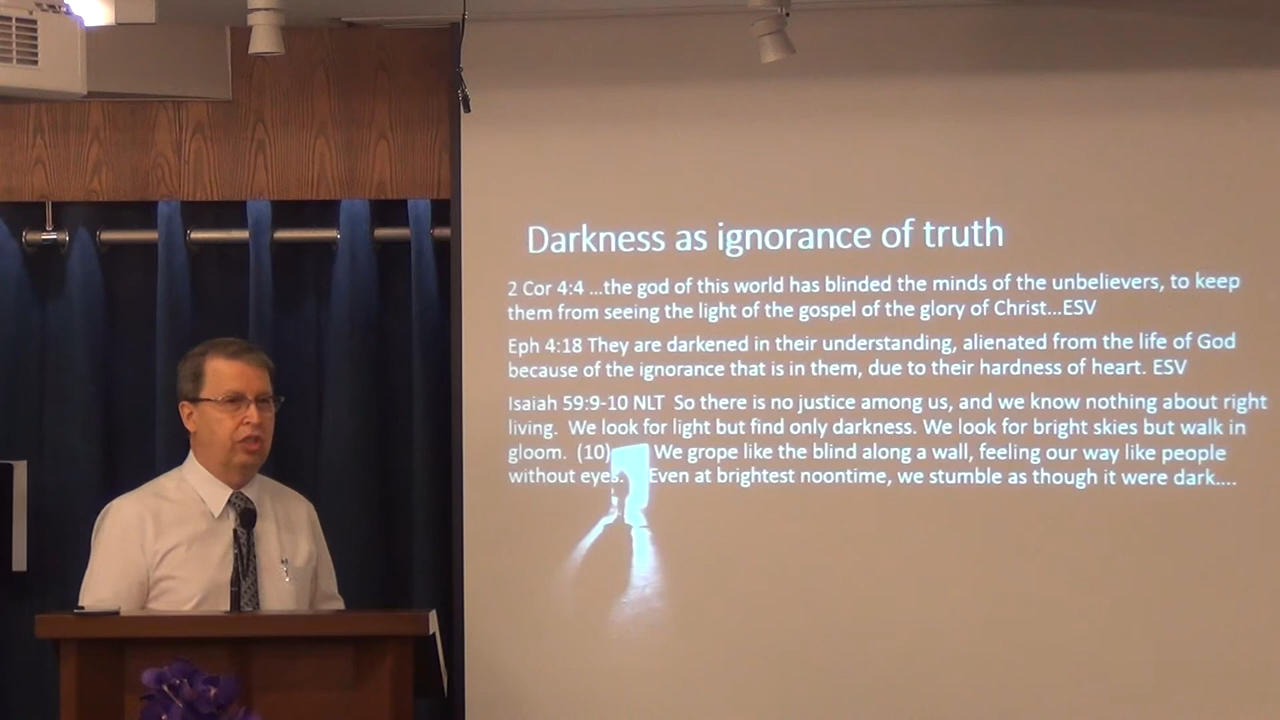 Darkness as ignorance of truth
2 Cor 4:4 ...the god of this world has blinded the minds of the unbelievers, to keep
them from seeing the light of the gospel of the glory of Christ...ESV
Eph 4:18 They are darkened in their understanding, alienated from the life of God
because of the ignorance that is in them, due to their hardness of heart. ESV
Isaiah 59:9-10 NLT So there is no justice among us, and we know nothing about right
living. We look for light but find only darkness. We look for bright skies but walk in
gloom. (10) We grope like the blind along a wall, feeling our way like people
without eyes. Even at brightest noontime, we stumble as though it were dark....